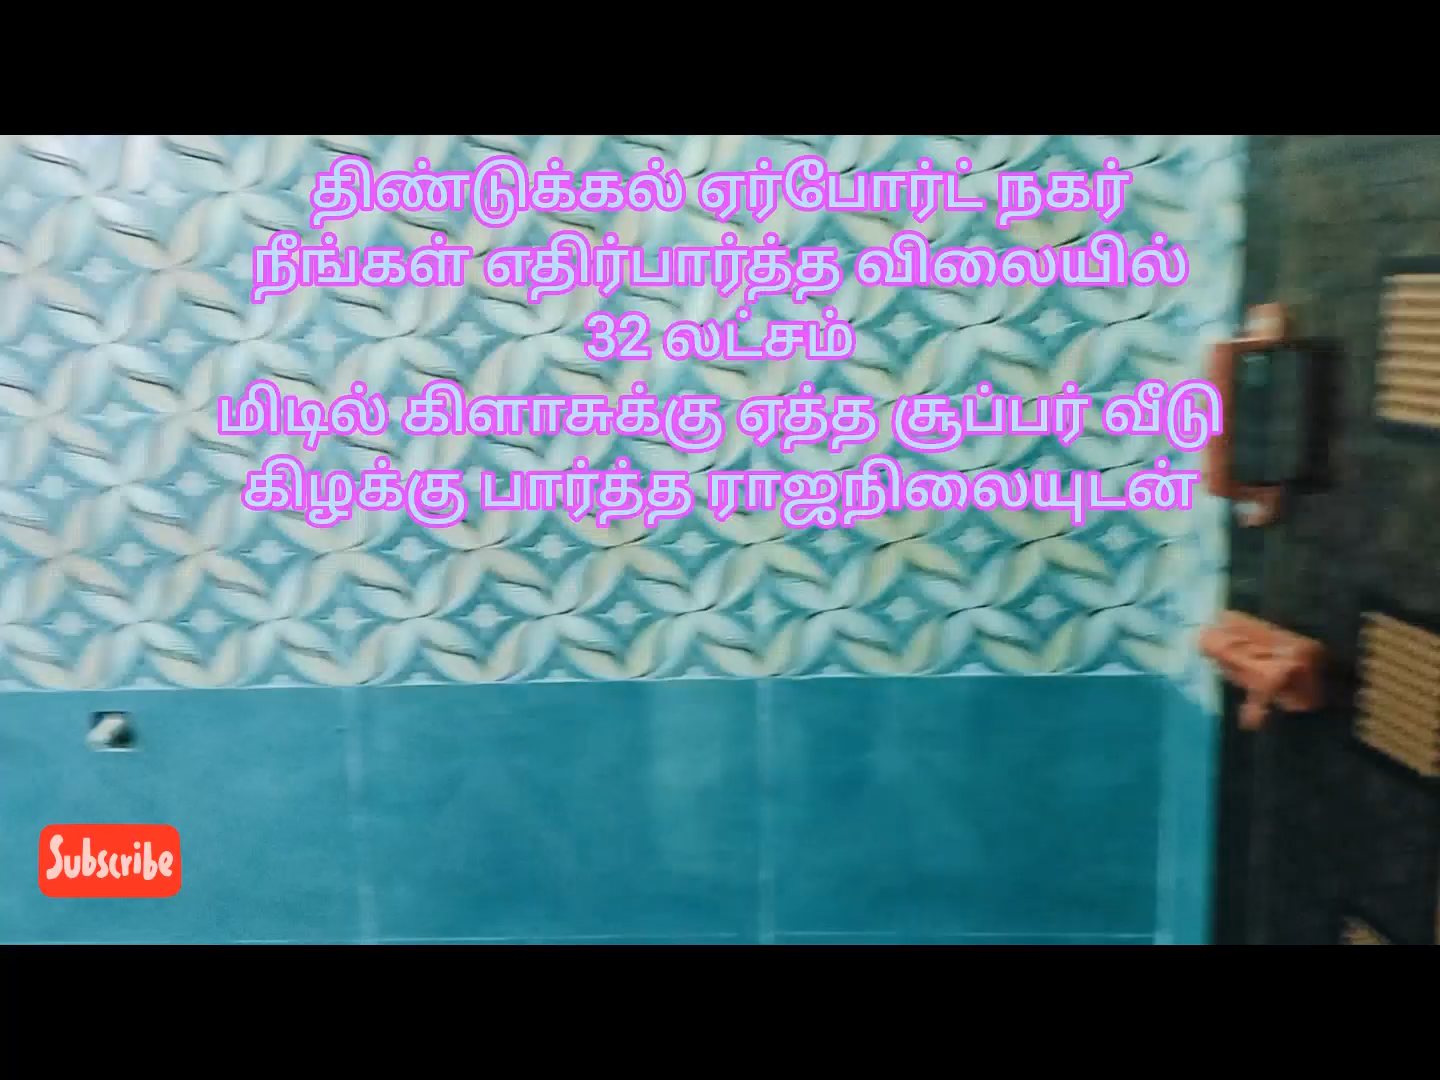 திண்டுக்கல் ஏர்போர்ட் நகர்
நீங்கள் எதிர்பார்த்த விலையில்
32 லட்சம்
மிடில் கிளாசுக்கு ஏத்த சூப்பர் வீடு
கிழக்கு பார்த்த ராஜநிலையுடன்
Subscribe